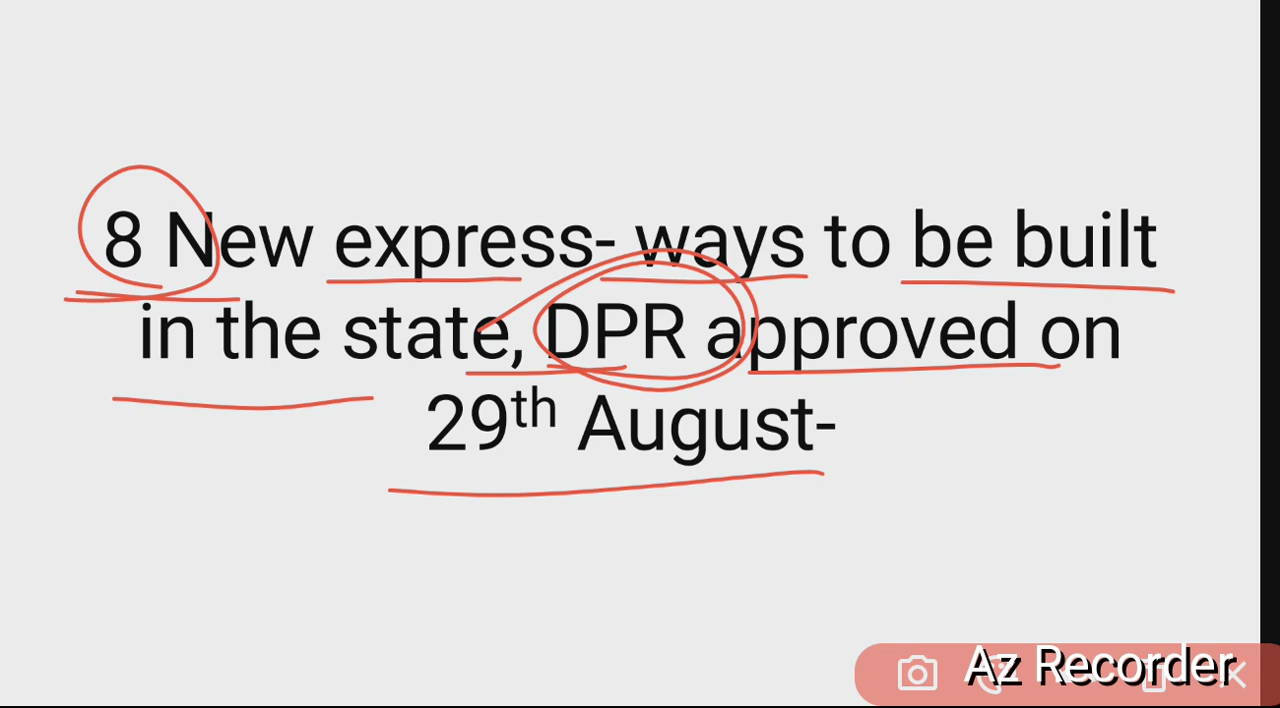 8 New express- ways to be built
in the state, DPR approved on
29th August-
Az Recorder